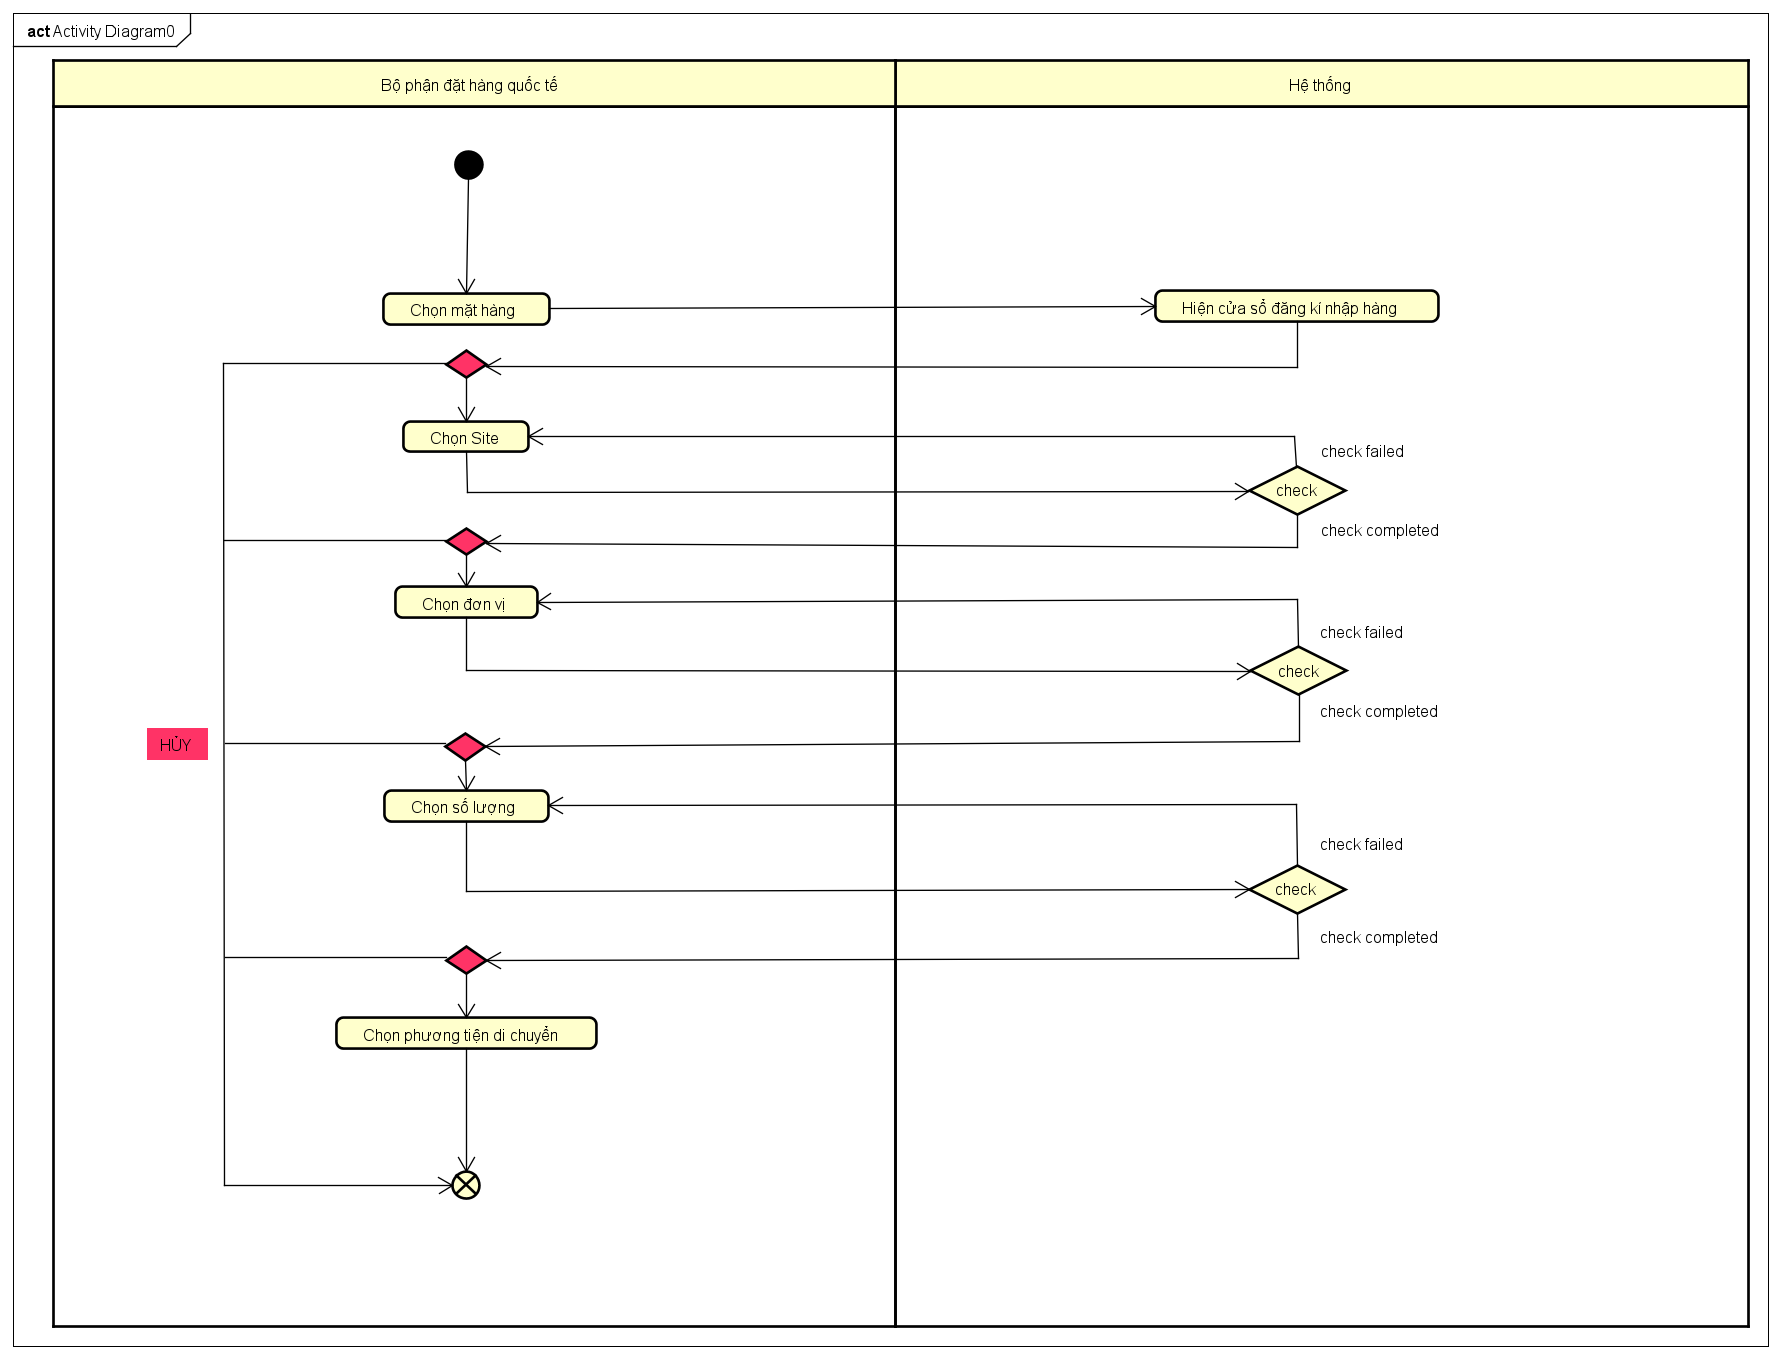 act Activity Diagram0
Bộ phận đặt hàng quốc tế
Hệ thống
Chọn mặt hàng
Hiện cửa sổ đăng kí nhập hàng
Chọn Site
check failed
check
check completed
Chọn đơn vị
check failed
check
check completed
HỦY
Chọn số lượng
check failed
check
check completed
Chọn phương tiện di chuyển